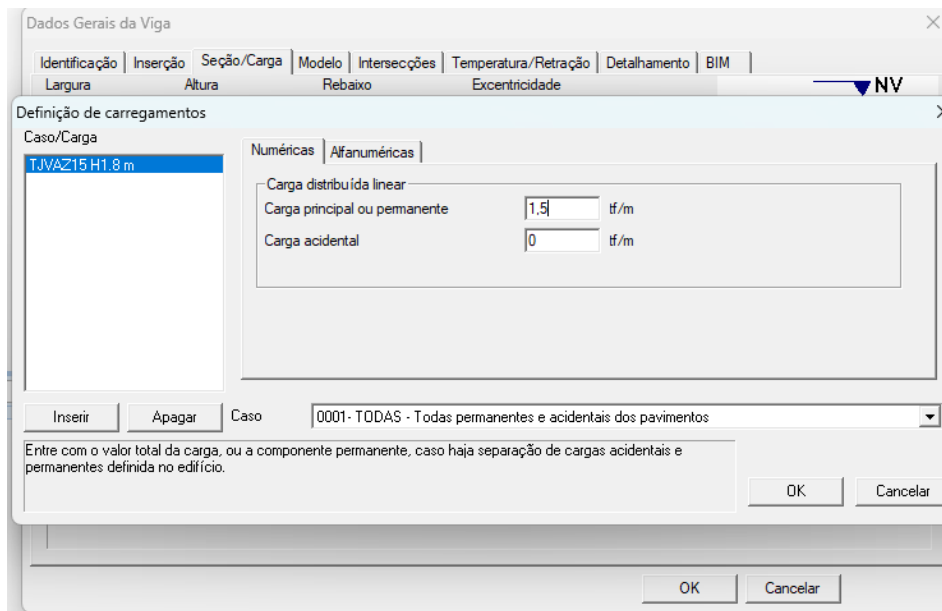 Dados Gerais da Viga
Identificação Inserção Seção/Carga Modelo Intersecções Temperatura/Retração Detalhamento BIM
Largura Altura Rebaixo Excentricidade NV
Definição de carregamentos
Caso/Carga
Numéricas Alfanuméricas
TJVAZ15 H1.8 m
Carga distribuída linear
Carga principal ou permanente 1,5 tf/m
Carga acidental 0 tf/m
Inserir Apagar Caso 0001- TODAS - Todas permanentes e acidentais dos pavimentos
Entre com o valor total da carga, ou a componente permanente, caso haja separação de cargas acidentais e
permanentes definida no edifício.
OK Cancelar
OK Cancelar